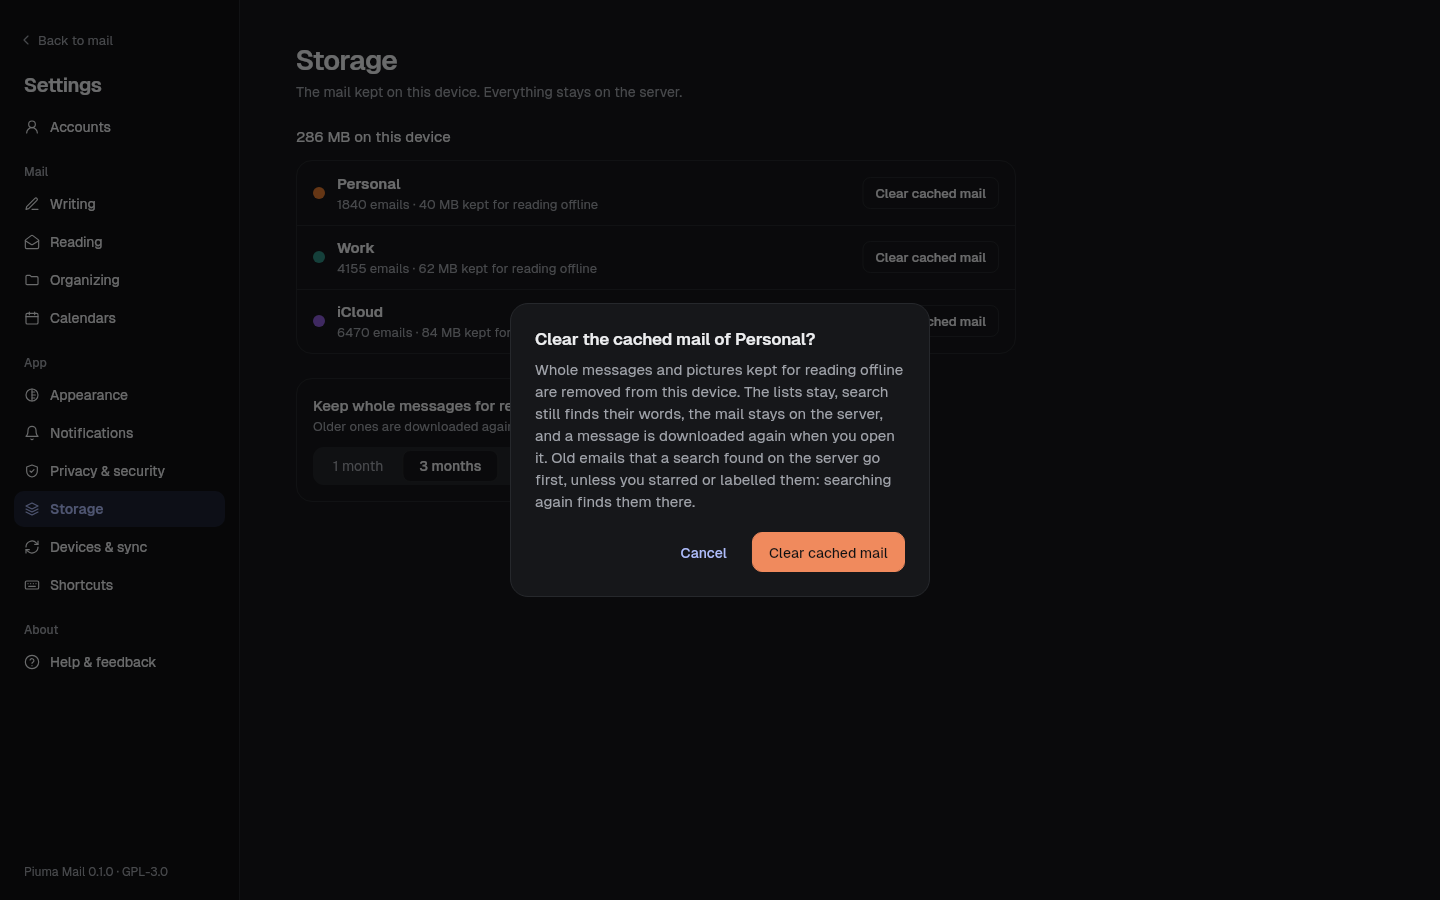 Back to mail
Settings
Accounts
Mail
Writing
Reading
Organizing
Calendars
App
Appearance
Notifications
Privacy & security
Storage
Devices & sync
Shortcuts
About
Help & feedback
Piuma Mail 0.1.0 · GPL-3.0
Storage
The mail kept on this device. Everything stays on the server.
286 MB on this device
Personal
1840 emails · 40 MB kept for reading offline
Clear cached mail
Work
4155 emails · 62 MB kept for reading offline
Clear cached mail
iCloud
6470 emails · 84 MB kept for
mail
Keep whole messages for
Older ones are downloaded
1 month
3 months
Clear the cached mail of Personal?
Whole messages and pictures kept for reading offline
are removed from this device. The lists stay, search
still finds their words, the mail stays on the server,
and a message is downloaded again when you open
it. Old emails that a search found on the server go
first, unless you starred or labelled them: searching
again finds them there.
Cancel
Clear cached mail